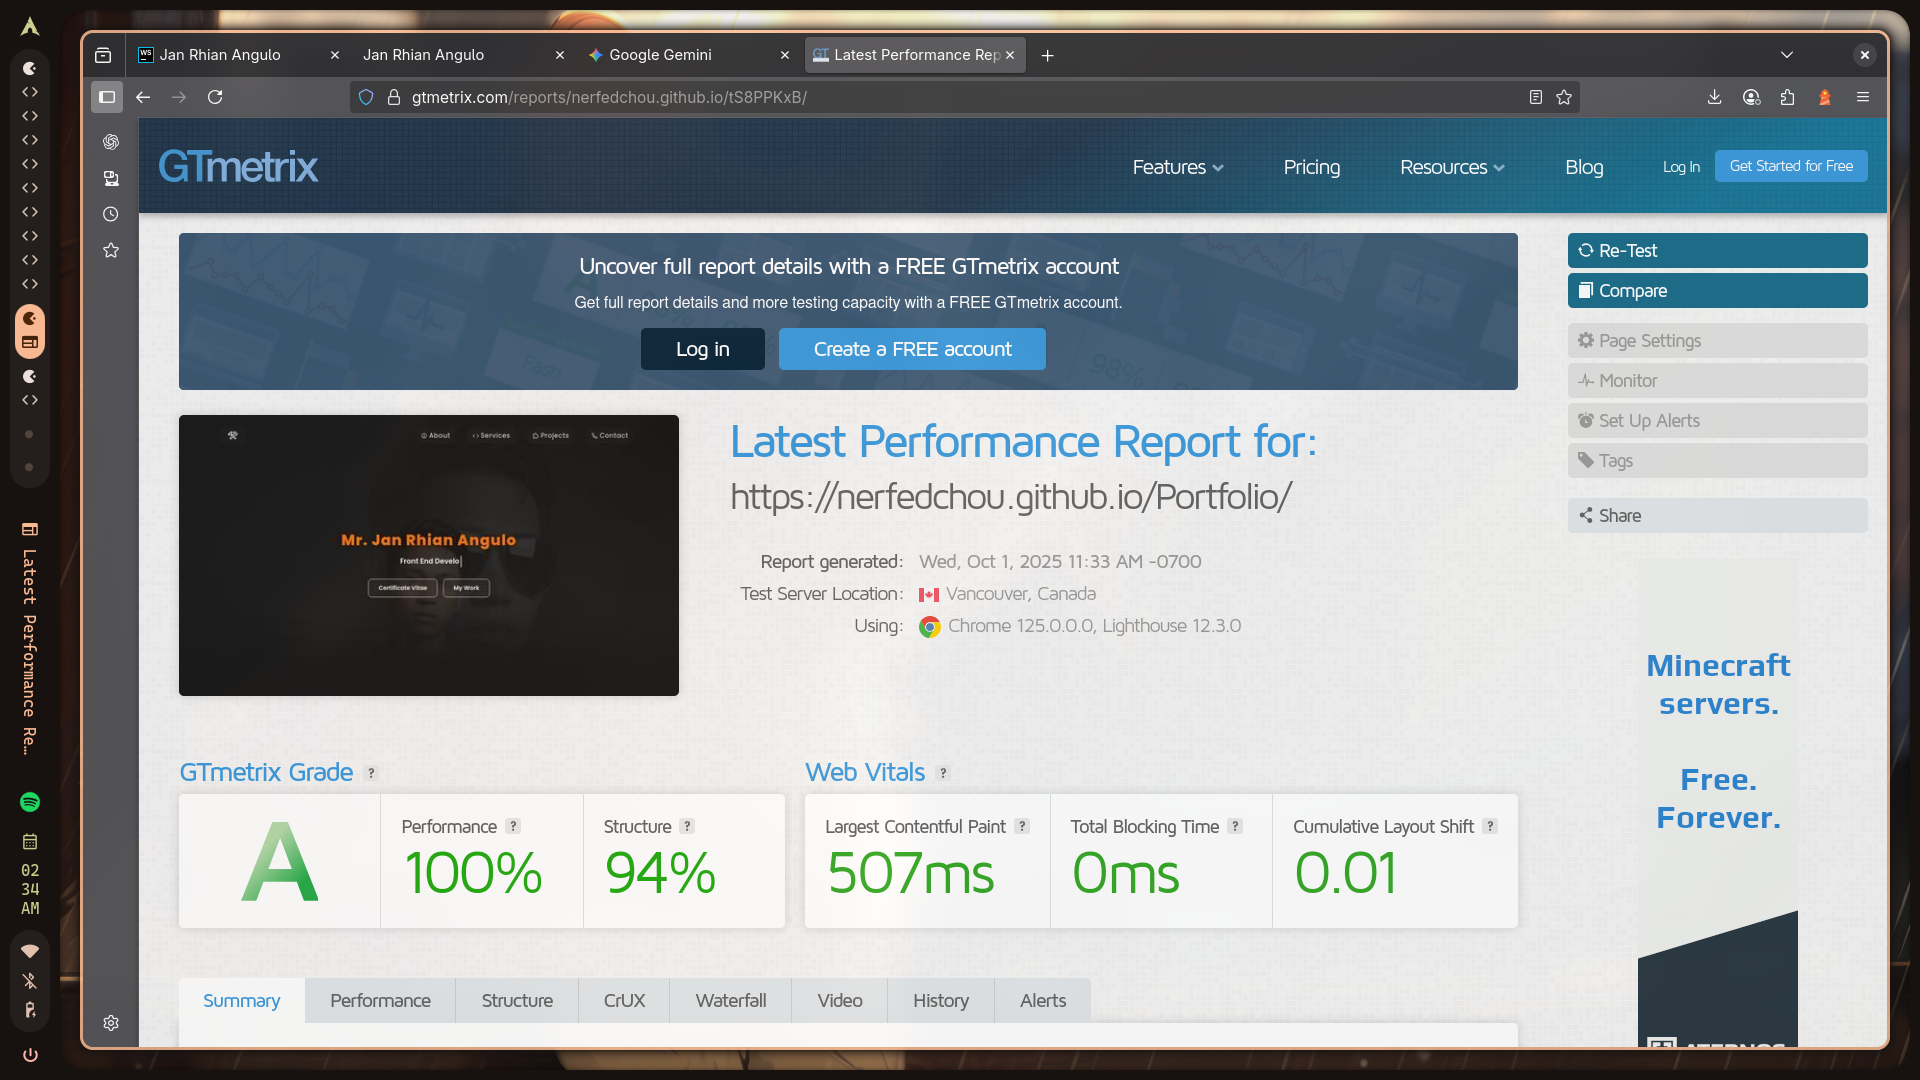 Jan Rhian Angulo
Jan Rhian Angulo
Google Gemini
Latest Performance Rep
gtmetrix.com/reports/nerfedchou.github.io/tS8PPKxB/
GTmetrix
Features
Pricing
Resources
Blog
Log In
Get Started for Free
Uncover full report details with a FREE GTmetrix account
Get full report details and more testing capacity with a FREE GTmetrix account.
Log in
Create a FREE account
Re-Test
Compare
Page Settings
Monitor
Set Up Alerts
Tags
Share
About
Services
Projects
Contact
Mr. Jan Rhian Angulo
Front End Develo|
Certificate Vitae
My Work
Latest Performance Report for:
https://nerfedchou.github.io/Portfolio/
Report generated: Wed, Oct 1, 2025 11:33 AM -0700
Test Server Location: Vancouver, Canada
Using: Chrome 125.0.0.0, Lighthouse 12.3.0
Minecraft
servers.
Free.
Forever.
GTmetrix Grade ?
Web Vitals ?
A
Performance ?
100%
Structure ?
94%
Largest Contentful Paint ?
507ms
Total Blocking Time ?
0ms
Cumulative Layout Shift ?
0.01
Summary
Performance
Structure
CrUX
Waterfall
Video
History
Alerts
Latest Performance Re…
02
34
AM